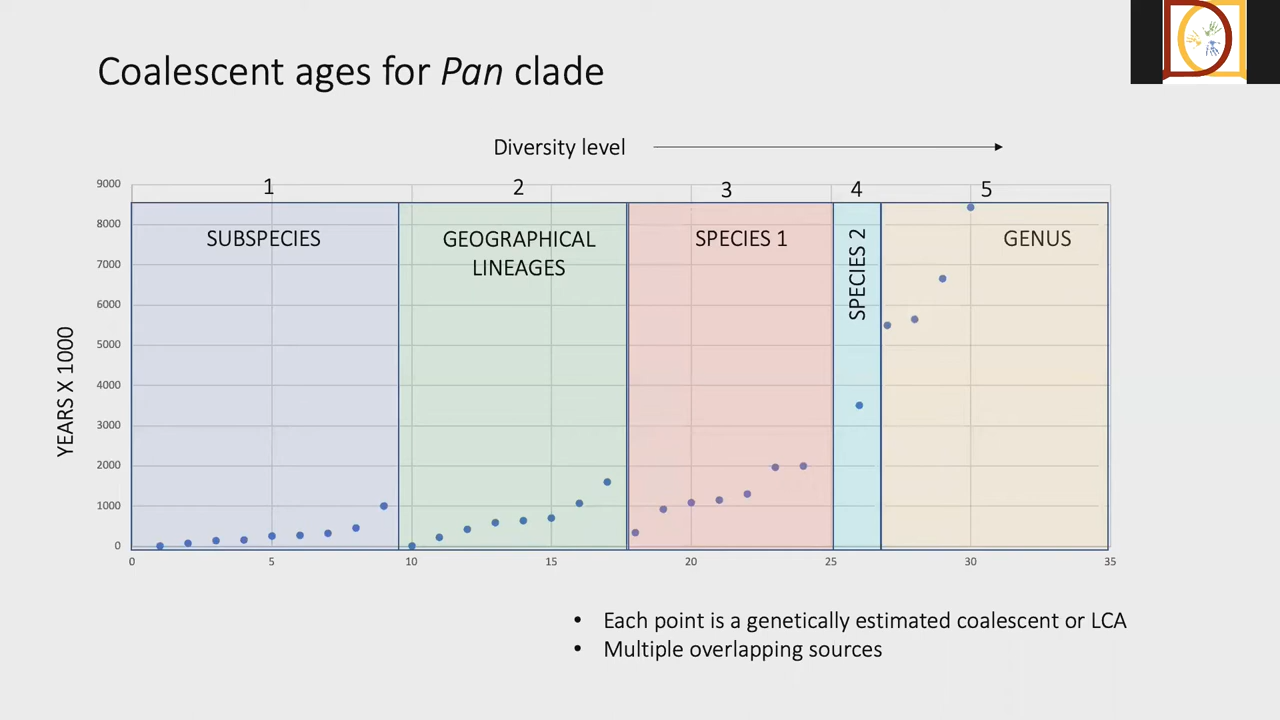 Coalescent ages for Pan clade
Diversity level
1 2 3 4 5
SUBSPECIES
GEOGRAPHICAL
LINEAGES
SPECIES 1
SPECIES 2
GENUS
YEARS X 1000
9000
8000
7000
6000
5000
4000
3000
2000
1000
0
0 5 10 15 20 25 30 35
• Each point is a genetically estimated coalescent or LCA
• Multiple overlapping sources